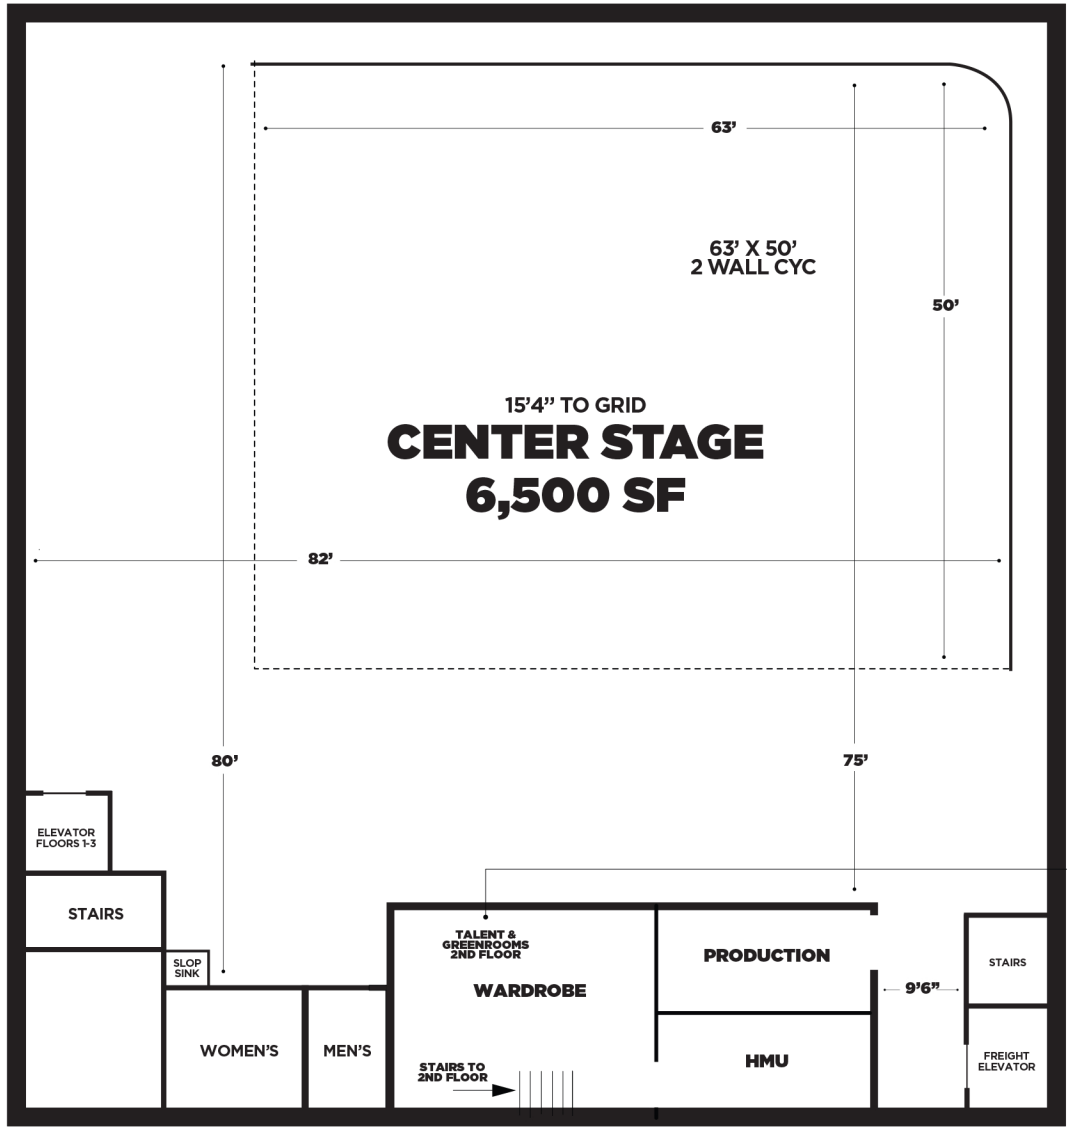 63’
63’ X 50’
2 WALL CYC
50’
15’4” TO GRID
CENTER STAGE
6,500 SF
82’
80’
75’
ELEVATOR
FLOORS 1-3
STAIRS
SLOP
SINK
WOMEN’S
MEN’S
TALENT &
GREENROOMS
2ND FLOOR
WARDROBE
STAIRS TO
2ND FLOOR
PRODUCTION
HMU
9’6”
STAIRS
FREIGHT
ELEVATOR